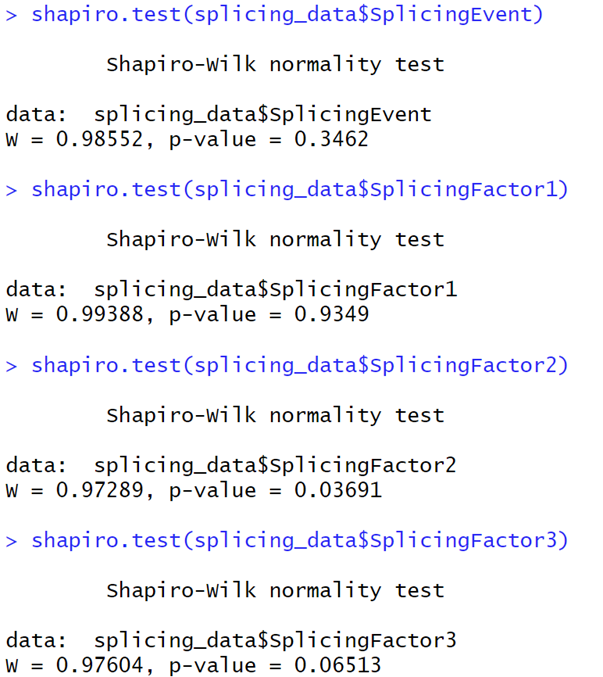 > shapiro.test(splicing_data$SplicingEvent)
Shapiro-Wilk normality test
data:  splicing_data$SplicingEvent
W = 0.98552, p-value = 0.3462
> shapiro.test(splicing_data$SplicingFactor1)
Shapiro-Wilk normality test
data:  splicing_data$SplicingFactor1
W = 0.99388, p-value = 0.9349
> shapiro.test(splicing_data$SplicingFactor2)
Shapiro-Wilk normality test
data:  splicing_data$SplicingFactor2
W = 0.97289, p-value = 0.03691
> shapiro.test(splicing_data$SplicingFactor3)
Shapiro-Wilk normality test
data:  splicing_data$SplicingFactor3
W = 0.97604, p-value = 0.06513